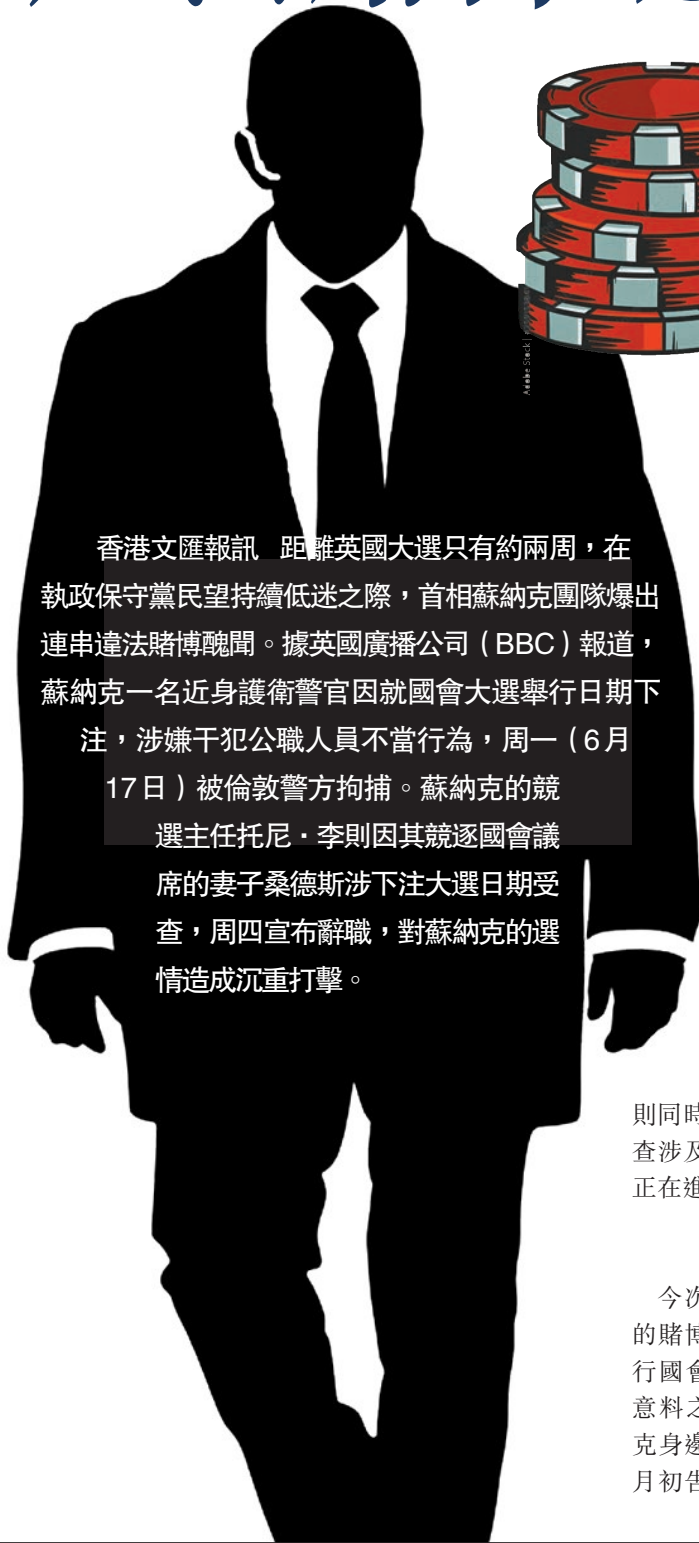 香港文匯報訊　距離英國大選只有約兩周，在
執政保守黨民望持續低迷之際，首相蘇納克團隊爆出
連串違法賭博醜聞。據英國廣播公司（BBC）報道，
蘇納克一名近身護衛警官因就國會大選舉行日期下
注，涉嫌干犯公職人員不當行為，周一（6月
17日）被倫敦警方拘捕。蘇納克的競
選主任托尼·李則因其競逐國會議
席的妻子桑德斯涉下注大選日期受
查，周四宣布辭職，對蘇納克的選
情造成沉重打擊。
Adobe Stock
則同時
查涉及
正在進
今次
的賭博
行國會
意料之
克身邊
月初告